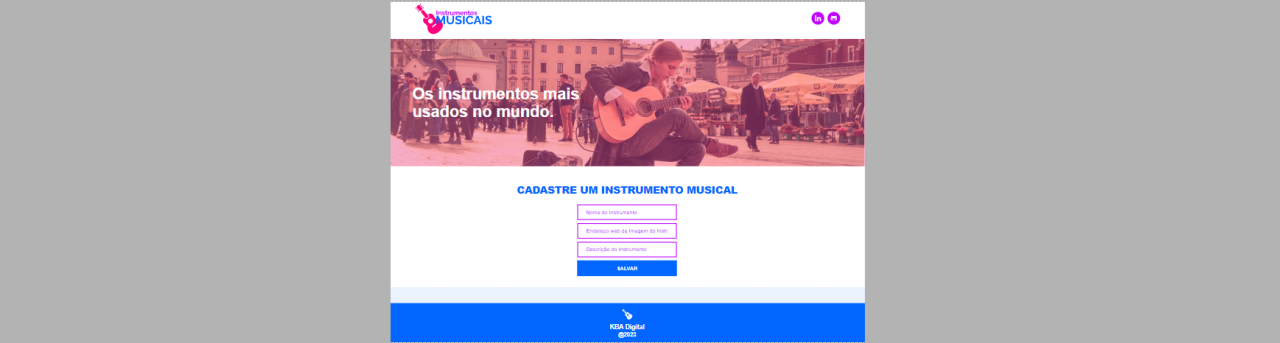 Instrumentos
MUSICAIS
in
Os instrumentos mais
usados no mundo.
CADASTRE UM INSTRUMENTO MUSICAL
Nome do Instrumento
Endereço web da Imagem do Instr
Descrição do Instrumento
SALVAR
KBA Digital
@2023